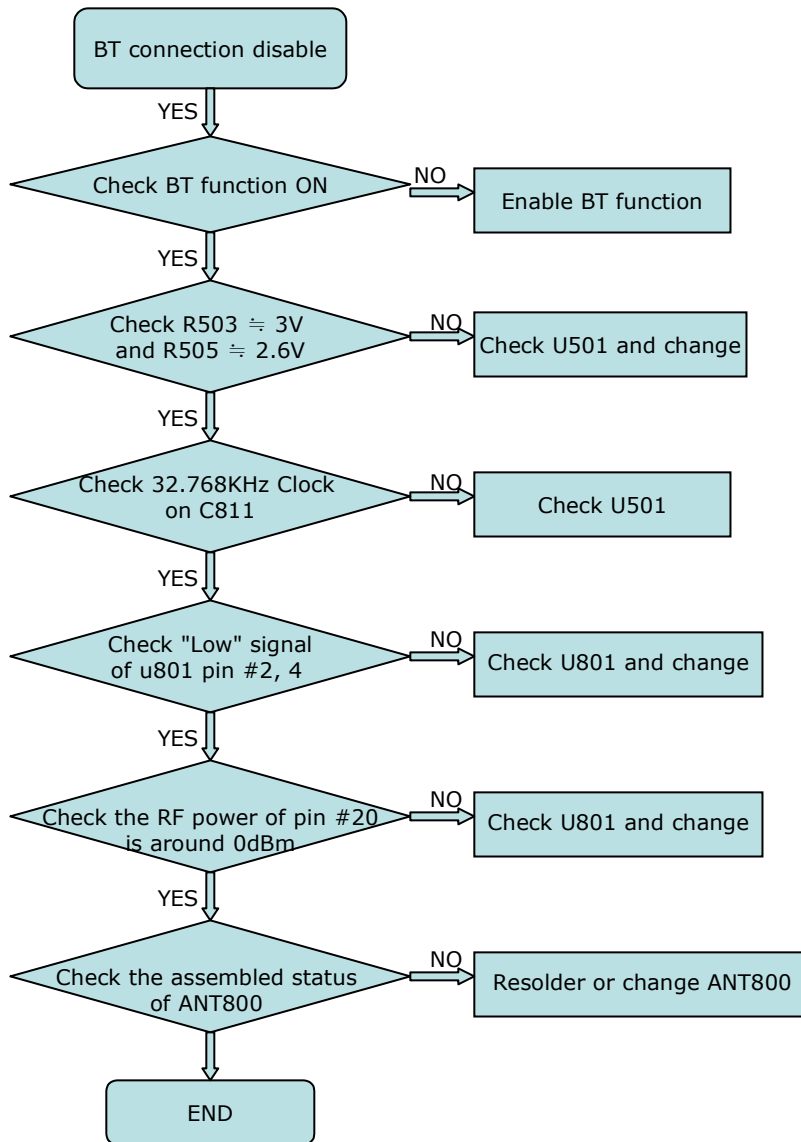 BT connection disable
YES
Check BT function ON
NO
Enable BT function
YES
Check R503 ≒ 3V
and R505 ≒ 2.6V
NO
Check U501 and change
YES
Check 32.768KHz Clock
on C811
NO
Check U501
YES
Check "Low" signal
of u801 pin #2, 4
NO
Check U801 and change
YES
Check the RF power of pin #20
is around 0dBm
NO
Check U801 and change
YES
Check the assembled status
of ANT800
NO
Resolder or change ANT800
END